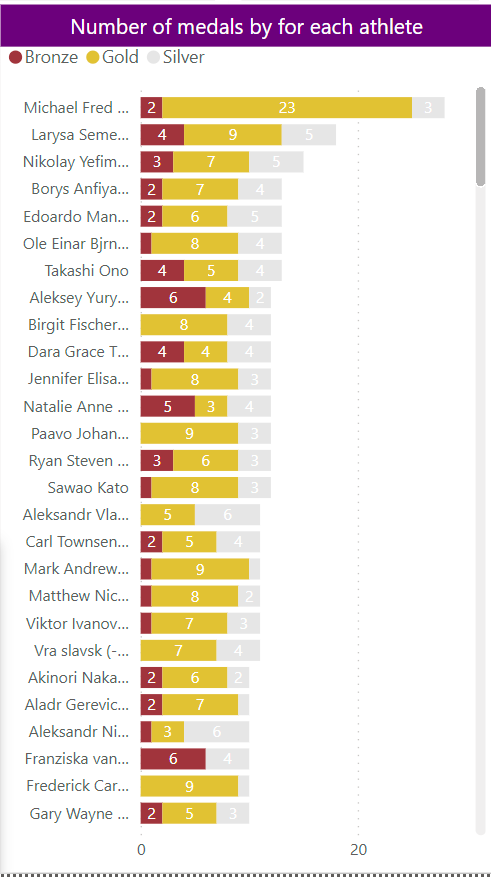 Number of medals by for each athlete
Bronze Gold Silver
Michael Fred ... 2 23 3
Larysa Seme... 4 9 5
Nikolay Yefim... 3 7 5
Borys Anfiya... 2 7 4
Edoardo Man... 2 6 5
Ole Einar Bjrn... 8 4
Takashi Ono 4 5 4
Aleksey Yury... 6 4 2
Birgit Fischer... 8 4
Dara Grace T... 4 4 4
Jennifer Elisa... 8 3
Natalie Anne ... 5 3 4
Paavo Johan... 9 3
Ryan Steven ... 3 6 3
Sawao Kato 8 3
Aleksandr Vla... 5 6
Carl Townsen... 2 5 4
Mark Andrew... 9
Matthew Nic... 8 2
Viktor Ivanov... 7 3
Vra slavsk (-... 7 4
Akinori Naka... 2 6 2
Aladr Gerevic... 2 7
Aleksandr Ni... 3 6
Franziska van... 6 4
Frederick Car... 9
Gary Wayne ... 2 5 3
0 20